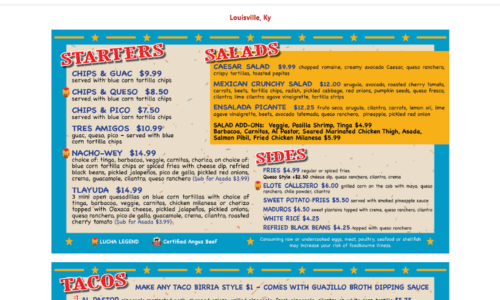 Louisville, Ky
STARTERS
CHIPS & GUAC $9.99
served with blue corn tortilla chips
CHIPS & QUESO $8.50
served with blue corn tortilla chips
CHIPS & PICO $7.50
served with blue corn tortilla chips
TRES AMIGOS $10.99
guac, queso, pico - served with blue
corn tortilla chips
NACHO-WEY $14.99
choice of: tinga, barbacoa, veggie, carnitas, chorizo, on choice of:
blue corn tortilla chips or spiced fries with cheese dip, refried
black beans, pickled jalapeños, pico de gallo, pickled red onions,
crema, guacamole, cilantro, queso ranchero (Sub for Asada $3.99)
TLAYUDA $14.99
3 mini open quesadillas on blue corn tortillas with choice of
tinga, barbacoa, veggie, carnitas, chicken milanesa or chorizo
topped with Oaxaca cheese, pickled jalapeños, pickled onions,
queso ranchero, pico de gallo, guacamole, crema, cilantro, roasted
cherry tomato (Sub for Asada $3.99),
LUCHA LEGEND
Certified Angus Beef
SALADS
CAESAR SALAD $9.99 chopped romaine, creamy avocado Caesar, queso ranchero,
crispy tortillas, toasted pepitas
MEXICAN CRUNCHY SALAD $12.00 arugula, avocado, roasted cherry tomato,
carrots, beets, tortilla chips, radish, pickled cabbage, red onions, pumpkin seeds, queso fresco,
cilantro, lime cilantro agave vinaigrette, tortilla strips
ENSALADA PICANTE $12.25 fruta seca, arugula, cilantro, carrots, lemon oil, lime
agave vinaigrette, beets, avocado tatemado, queso ranchero, pineapple, pickled red onion
SALAD ADD-ONs: Veggie, Pasilla Shrimp, Tinga $4.99
Barbacoa, Carnitas, Al Pastor, Seared Marinated Chicken Thigh, Asada,
Salmon Pibil, Fried Chicken Milanesa $5.99
SIDES
FRIES $4.99 regular or spiced fries
Queso Style +$2.50 cheese dip, queso ranchero, cilantro, crema
ELOTE CALLEJERO $6.00 grilled corn on the cob with mayo, queso
ranchero, chile powder, cilantro
SWEET POTATO FRIES $5.50 served with smoked pineapple sauce
MADUROS $6.50 sweet plantains topped with crema, queso ranchero, cilantro
WHITE RICE $4.25
REFRIED BLACK BEANS $4.25 topped with queso ranchero
Consuming raw or undercooked eggs, meat, poultry, seafood or shellfish
may increase your risk of foodbourne illness.
TACOS
MAKE ANY TACO BIRRIA STYLE $1 - COMES WITH GUAJILLO BROTH DIPPING SAUCE